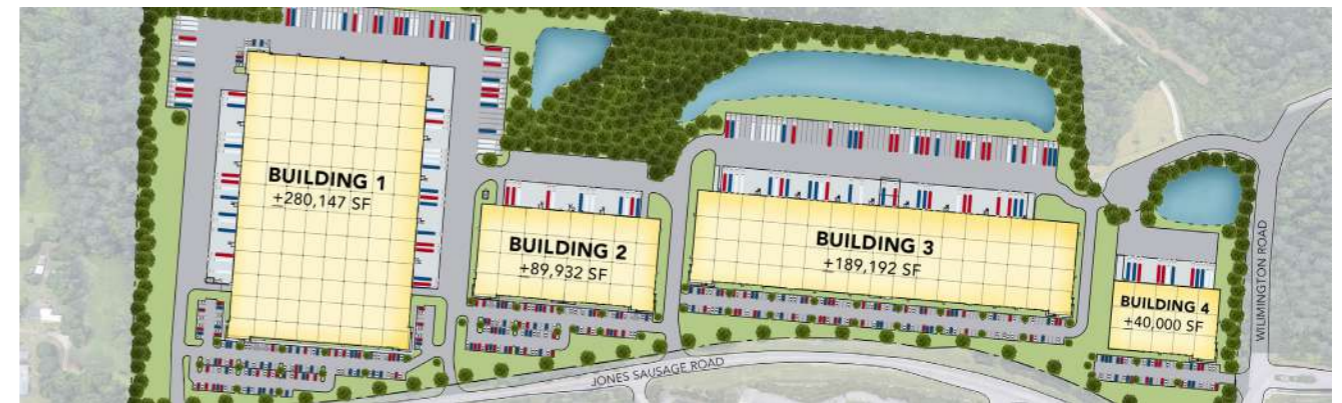 BUILDING 1
+280,147 SF
BUILDING 2
+89,932 SF
BUILDING 3
+189,192 SF
BUILDING 4
+40,000 SF
JONES SAUSAGE ROAD
WILIMINGTON ROAD